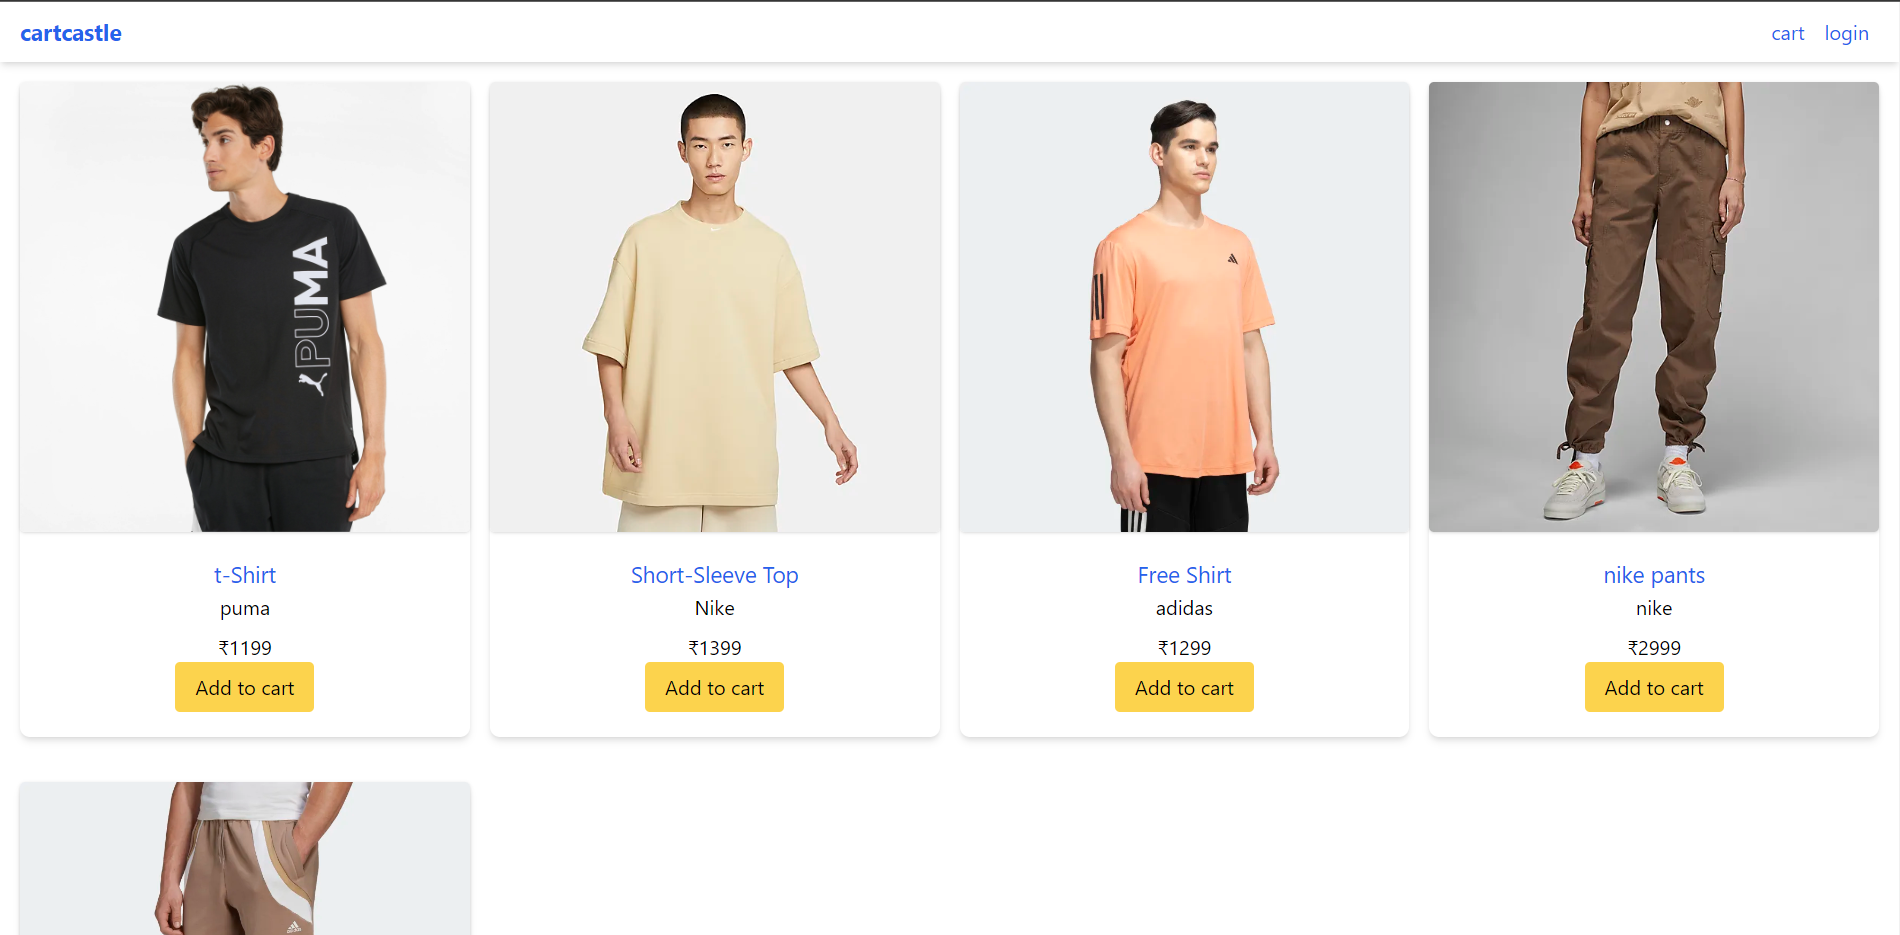 cartcastle
cart login
PUMA
t-Shirt
puma
₹1199
Add to cart
Short-Sleeve Top
Nike
₹1399
Add to cart
Free Shirt
adidas
₹1299
Add to cart
nike pants
nike
₹2999
Add to cart